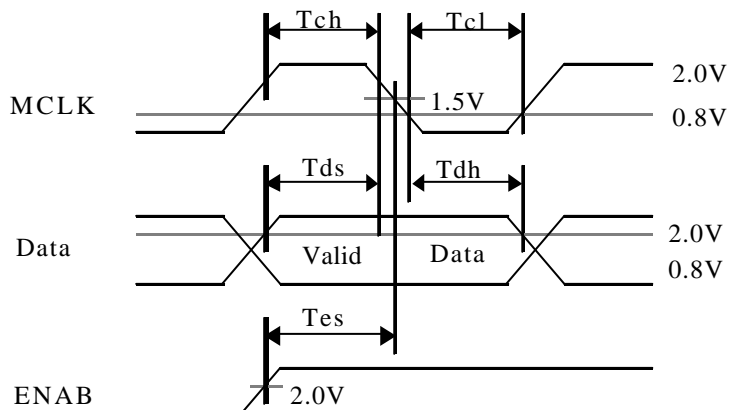 Tch Tcl
2.0V
MCLK 1.5V
0.8V
Tds Tdh
Data Valid Data 2.0V
0.8V
Tes
ENAB 2.0V